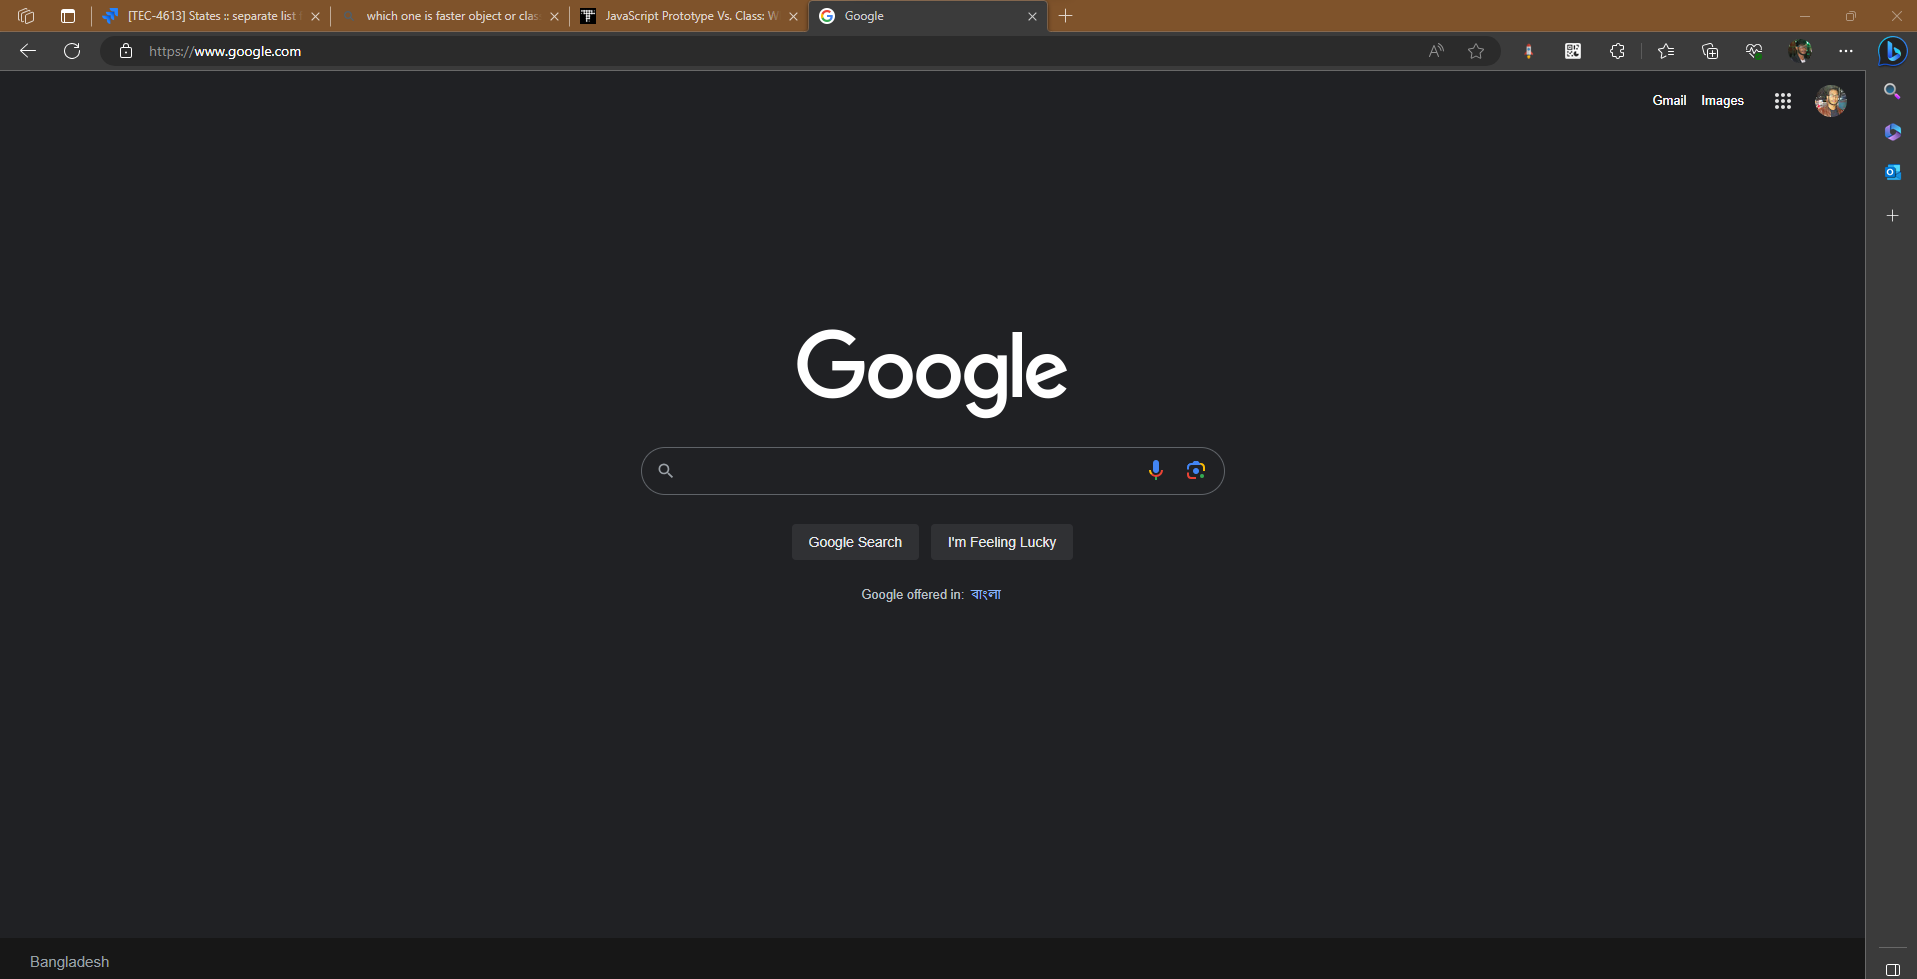 [TEC-4613] States :: separate list
which one is faster object or clas
JavaScript Prototype Vs. Class: W
Google
https://www.google.com
Gmail Images
Google
Google Search I'm Feeling Lucky
Google offered in: বাংলা
Bangladesh